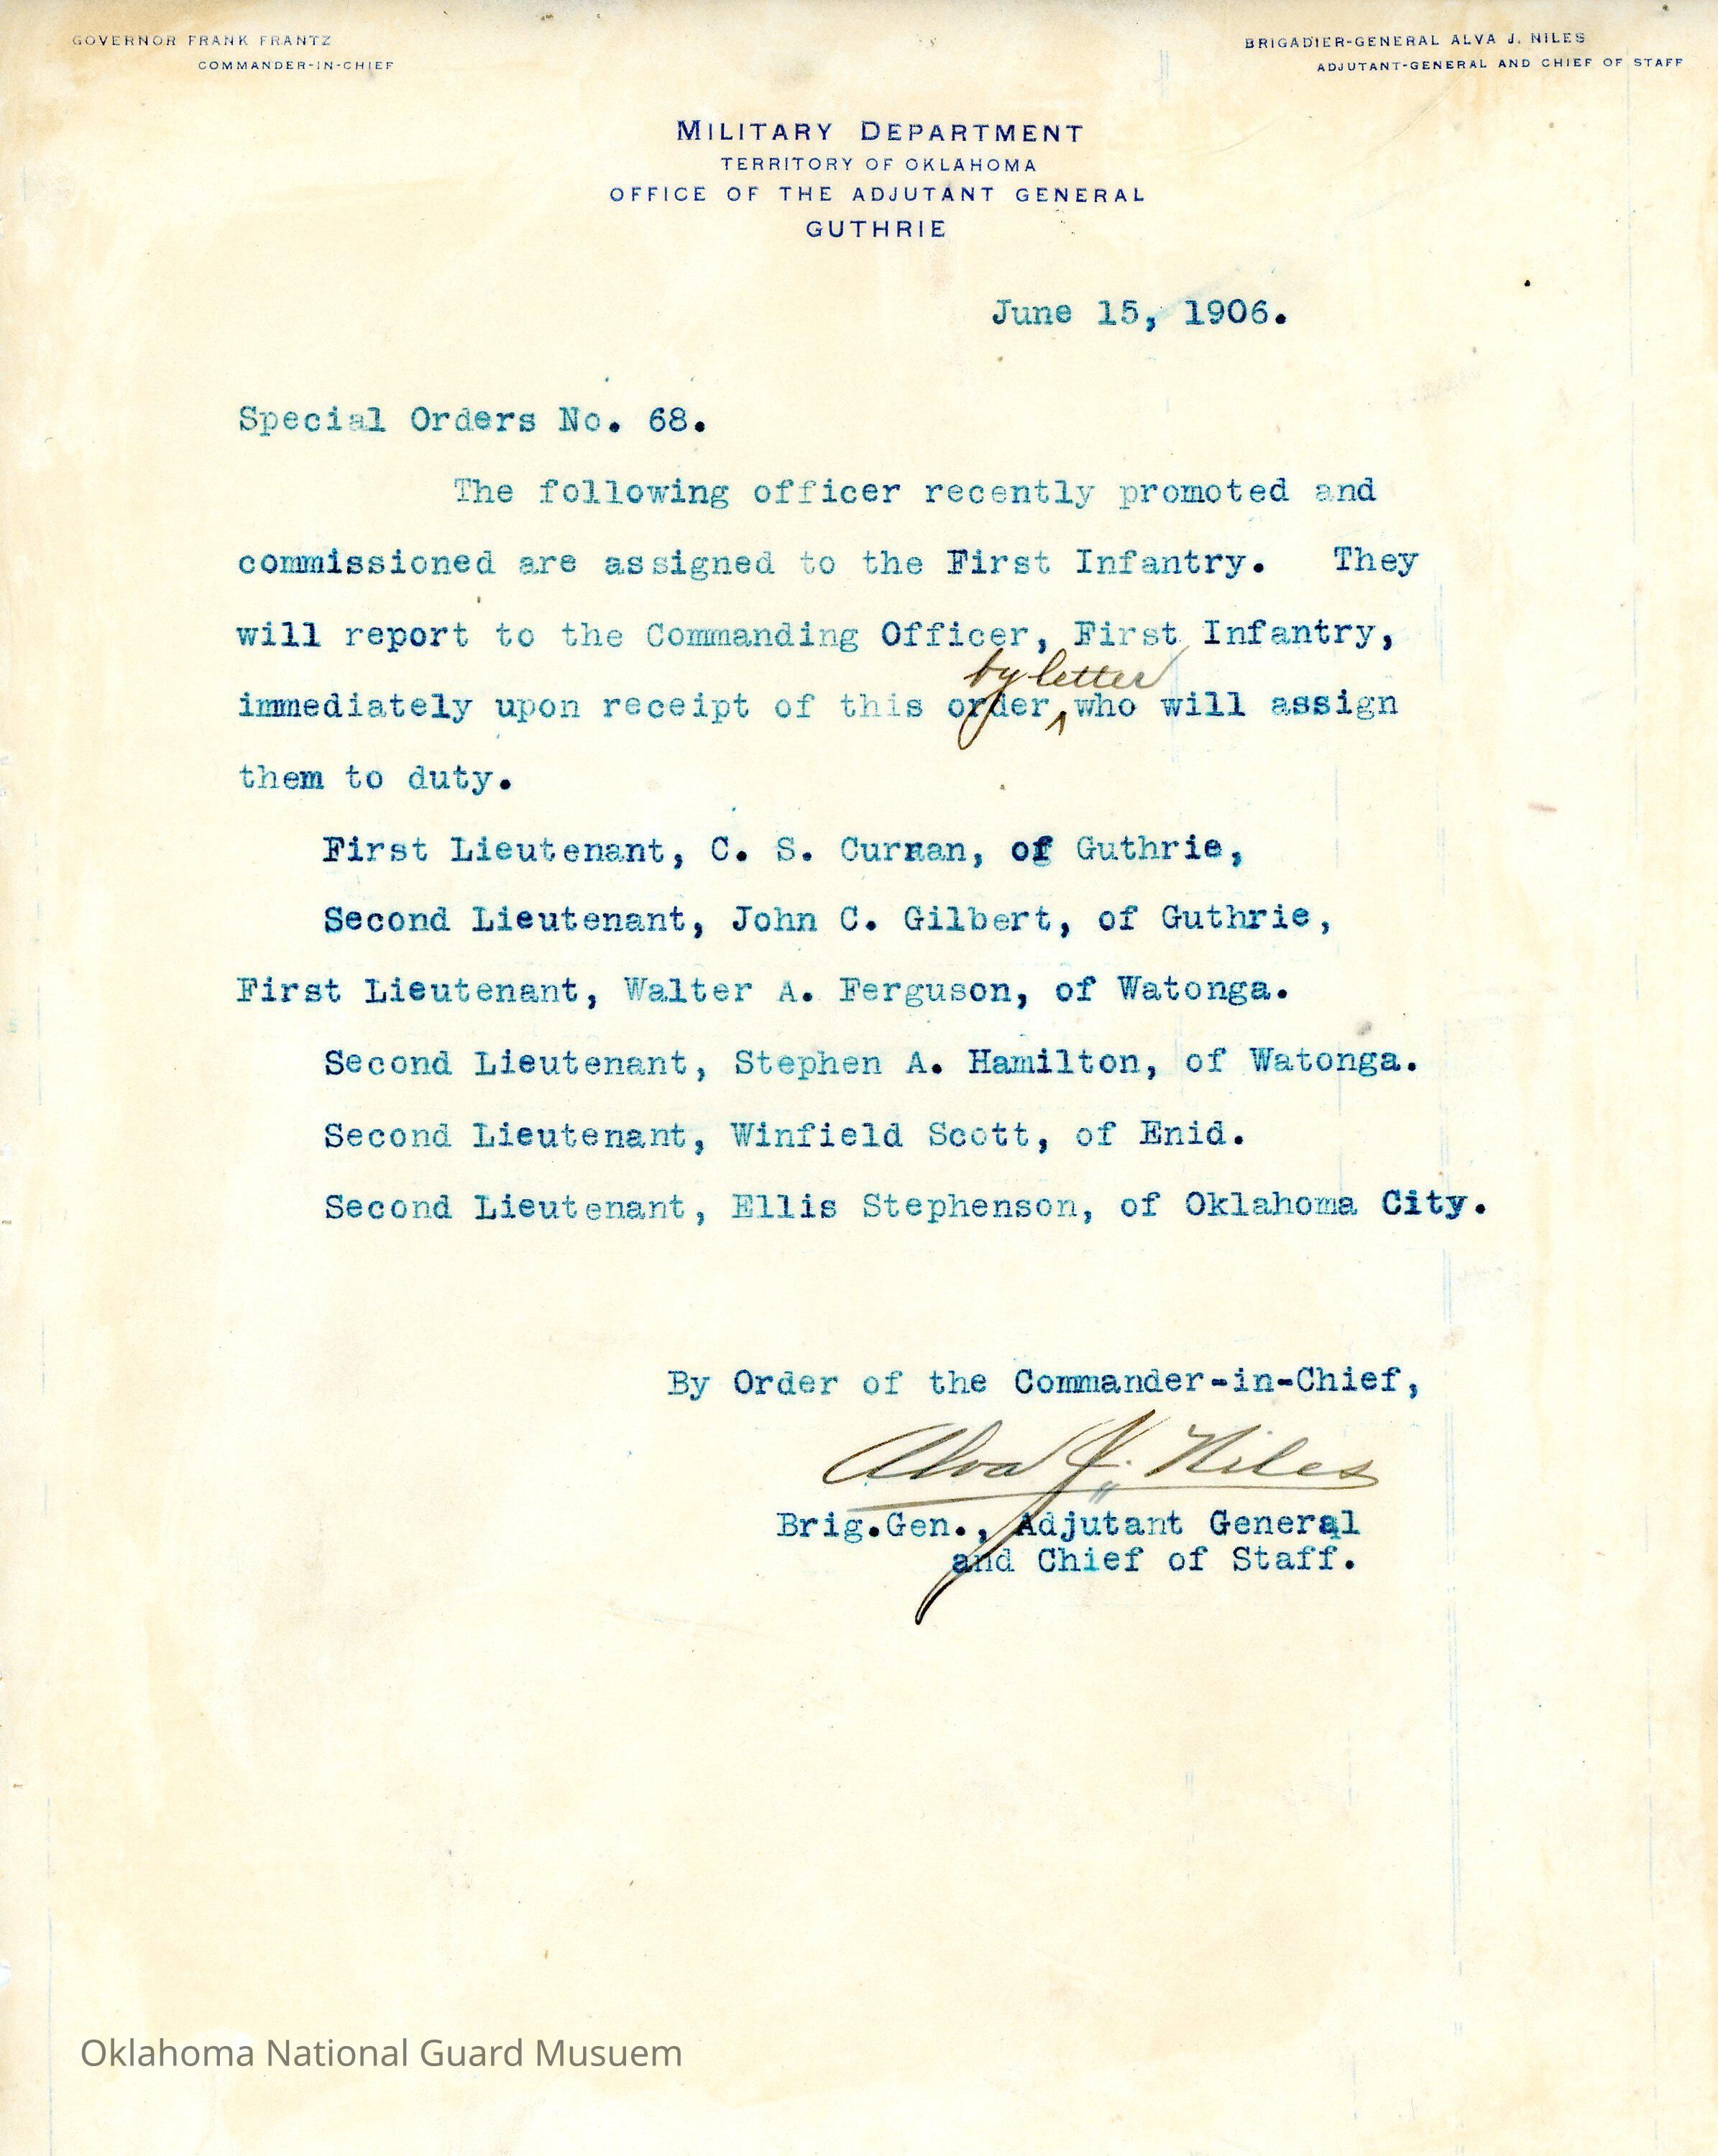 GOVERNOR FRANK FRANTZ
COMMANDER-IN-CHIEF
BRIGADIER-GENERAL ALVA J. NILES
ADJUTANT-GENERAL AND CHIEF OF STAFF
MILITARY DEPARTMENT
TERRITORY OF OKLAHOMA
OFFICE OF THE ADJUTANT GENERAL
GUTHRIE
June 15, 1906.
Special Orders No. 68.
The following officer recently promoted and
commissioned are assigned to the First Infantry. They
will report to the Commanding Officer, First Infantry,
by letter
immediately upon receipt of this order,^who will assign
them to duty.
First Lieutenant, C. S. Curran, of Guthrie,
Second Lieutenant, John C. Gilbert, of Guthrie,
First Lieutenant, Walter A. Ferguson, of Watonga.
Second Lieutenant, Stephen A. Hamilton, of Watonga.
Second Lieutenant, Winfield Scott, of Enid.
Second Lieutenant, Ellis Stephenson, of Oklahoma City.
By Order of the Commander-in-Chief,
Alva J. Niles
Brig.Gen., Adjutant General
and Chief of Staff.
Oklahoma National Guard Musuem